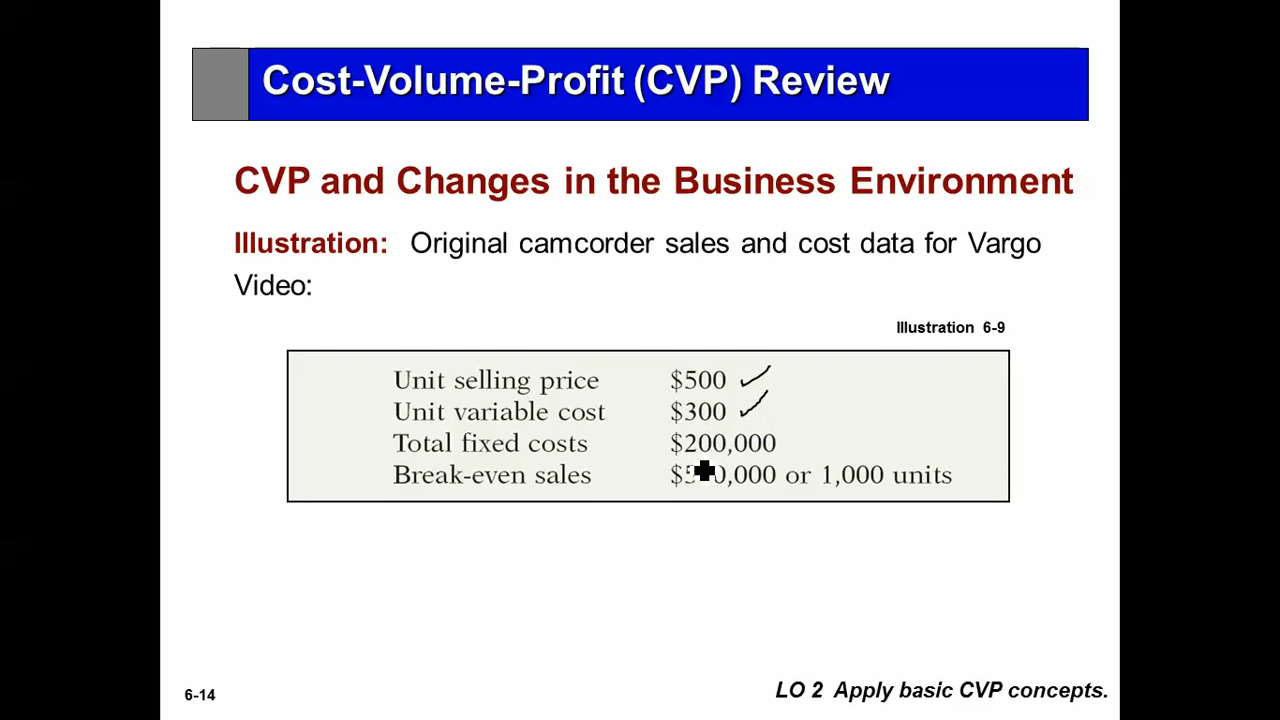 Cost-Volume-Profit (CVP) Review
CVP and Changes in the Business Environment
Illustration: Original camcorder sales and cost data for Vargo
Video:
Illustration 6-9
Unit selling price $500
Unit variable cost $300
Total fixed costs $200,000
Break-even sales or 1,000 units
6-14
LO 2 Apply basic CVP concepts.